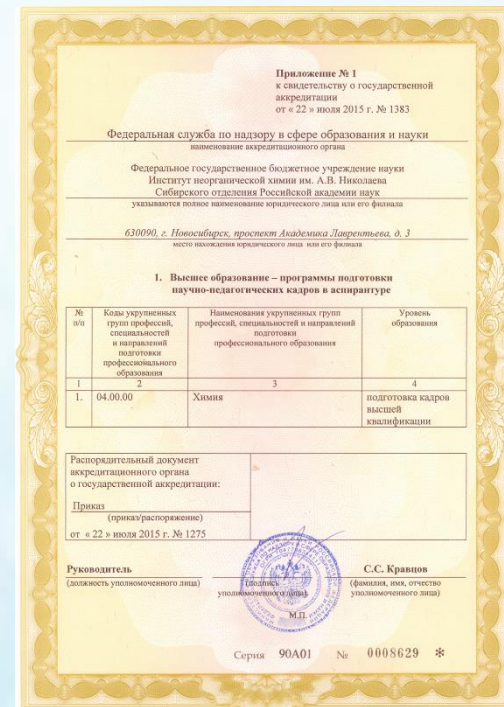 Приложение № 1
к свидетельству о государственной
аккредитации
от « 22 » июля 2015 г. № 1383
Федеральная служба по надзору в сфере образования и науки
наименование аккредитационного органа
Федеральное государственное бюджетное учреждение науки
Институт неорганической химии им. А.В. Николаева
Сибирского отделения Российской академии наук
указываются полное наименование юридического лица или его филиала
630090, г. Новосибирск, проспект Академика Лаврентьева, д. 3
место нахождения юридического лица или его филиала
1. Высшее образование – программы подготовки
научно-педагогических кадров в аспирантуре
№ п/п
Коды укрупненных
групп профессий,
специальностей
и направлений
подготовки
профессионального
образования
Наименования укрупненных групп
профессий, специальностей и направлений
подготовки
профессионального образования
Уровень
образования
1 2 3 4
1. 04.00.00 Химия подготовка кадров
высшей
квалификации
Распорядительный документ
аккредитационного органа
о государственной аккредитации:
Приказ
(приказ/распоряжение)
от « 22 » июля 2015 г. № 1275
Руководитель С.С. Кравцов
(должность уполномоченного лица) (подпись уполномоченного лица) (фамилия, имя, отчество уполномоченного лица)
М.П.
Серия 90А01 № 0008629 *